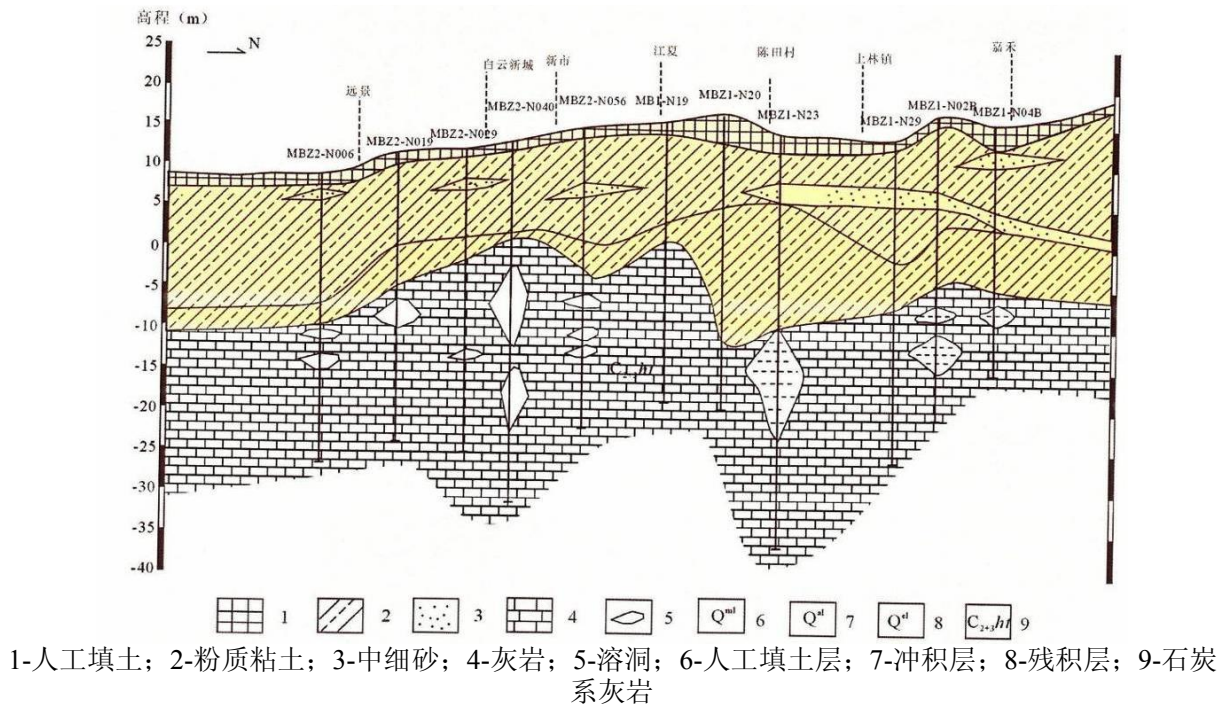 高程（m）
25
N
20
15
10
5
0
-5
-10
-15
-20
-25
-30
-35
-40
远景
白云新城
新市
江夏
陈田村
上林镇
嘉禾
MBZ2-N006
MBZ2-N019
MBZ2-N029
MBZ2-N040
MBZ2-N056
MB1-N19
MBZ1-N20
MBZ1-N23
MBZ1-N29
MBZ1-N02B
MBZ1-N04B
1 2 3 4 5 Qml 6 Qal 7 Qel 8 C2+3ht 9
1-人工填土；2-粉质粘土；3-中细砂；4-灰岩；5-溶洞；6-人工填土层；7-冲积层；8-残积层；9-石炭
系灰岩